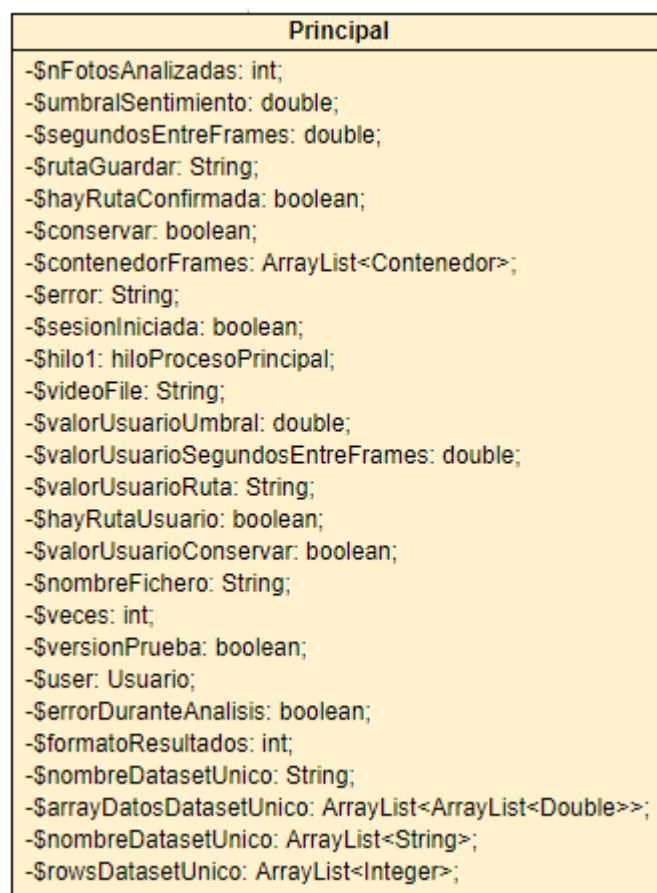 Principal
-$nFotosAnalizadas: int;
-$umbralSentimiento: double;
-$segundosEntreFrames: double;
-$rutaGuardar: String;
-$hayRutaConfirmada: boolean;
-$conservar: boolean;
-$contenedorFrames: ArrayList<Contenedor>;
-$error: String;
-$sesionIniciada: boolean;
-$hilo1: hiloProcesoPrincipal;
-$videoFile: String;
-$valorUsuarioUmbral: double;
-$valorUsuarioSegundosEntreFrames: double;
-$valorUsuarioRuta: String;
-$hayRutaUsuario: boolean;
-$valorUsuarioConservar: boolean;
-$nombreFichero: String;
-$veces: int;
-$versionPrueba: boolean;
-$user: Usuario;
-$errorDuranteAnalisis: boolean;
-$formatoResultados: int;
-$nombreDatasetUnico: String;
-$arrayDatosDatasetUnico: ArrayList<ArrayList<Double>>;
-$nombreDatasetUnico: ArrayList<String>;
-$rowsDatasetUnico: ArrayList<Integer>;